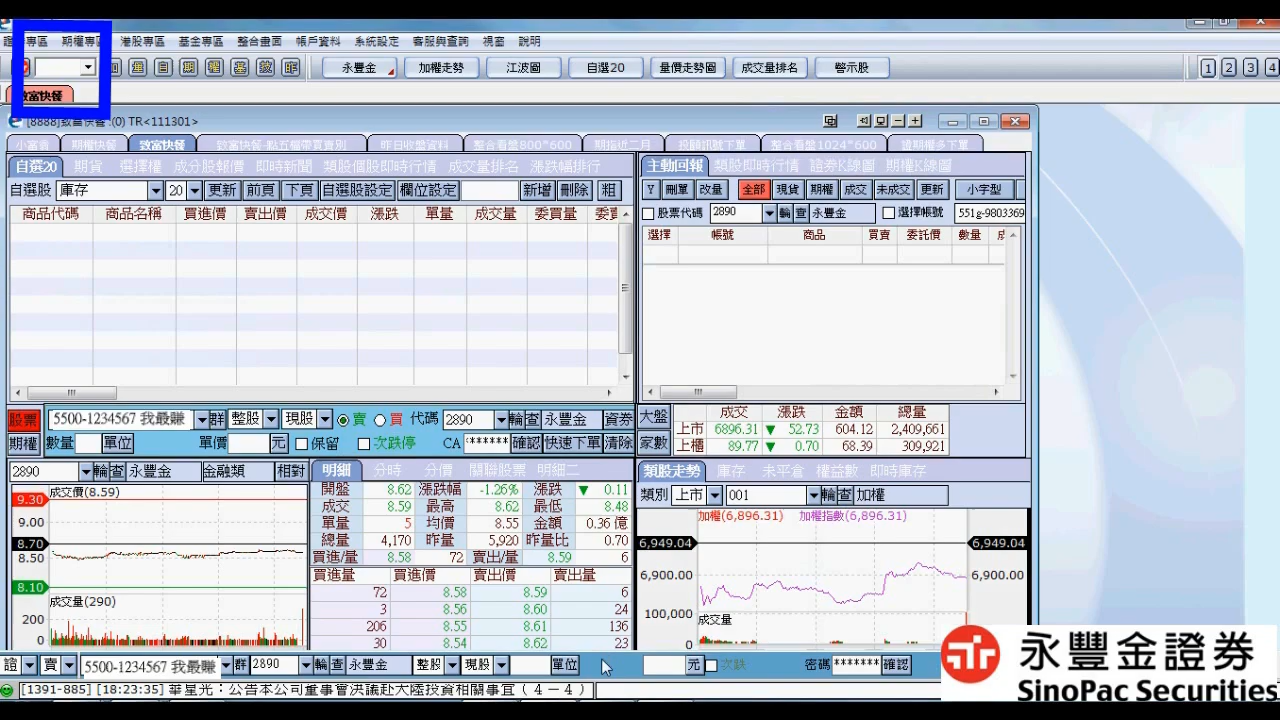 證券專區 期權專區 港股專區 基金專區 整合畫面 帳戶資料 系統設定 客服與查詢 視窗 說明
永豐金 加權走勢 江波圖 自選20 量價走勢圖 成交量排名 警示股 1 2 3 4
致富快餐
[8888]致富快餐 :(0) TR<111301>
小富翁 期權快餐 致富快餐 致富快餐-點五檔帶買賣別 昨日收盤資料 整合看盤800*600 期指近二月 投顧訊號下單 整合看盤1024*600 證期權多下單
自選20 期貨 選擇權 成分股報價 即時新聞 類股個股即時行情 成交量排名 漲跌幅排行
自選股 庫存 20 更新 前頁 下頁 自選股設定 欄位設定 新增 刪除 粗
商品代碼 商品名稱 買進價 賣出價 成交價 漲跌 單量 成交量 委買量
主動回報 類股即時行情 證券K線圖 期權K線圖
Y 刪單 改量 全部 現貨 期權 成交 未成交 更新 小字型
股票代碼 2890 輪 查 永豐金 選擇帳號 551g-9803369
選擇 帳號 商品 買賣 委託價 數量
股票 5500-1234567 我最賺 群 整股 現股 賣 買 代碼 2890 輪 查 永豐金 資券
期權 數量 單位 單價 元 保留 次跌停 CA ******* 確認 快速下單 清除
大盤 成交 漲跌 金額 總量
上市 6896.31 ▼ 52.73 604.12 2,409,661
家數 上櫃 89.77 ▼ 0.70 68.39 309,921
2890 輪 查 永豐金 金融類 相對
成交價(8.59)
9.30
9.00
8.70
8.50
8.10
成交量(290)
200
0
明細 分時 分價 關聯股票 明細二
開盤 8.62 漲跌幅 -1.26% 漲跌 ▼ 0.11
成交 8.59 最高 8.62 最低 8.48
單量 5 均價 8.55 金額 0.36 億
總量 4,170 昨量 5,920 昨量比 0.70
買進/量 8.58 72 賣出/量 8.59 6
買進量 買進價 賣出價 賣出量
72 8.58 8.59 6
3 8.56 8.60 24
206 8.55 8.61 136
30 8.54 8.62 23
類股走勢 庫存 未平倉 權益數 即時庫存
類別 上市 001 輪 查 加權
加權(6,896.31) 加權指數(6,896.31)
6,949.04 6,949.04
6,900.00 6,900.00
100,000 成交量
0
證 賣 5500-1234567 我最賺 群 2890 輪 查 永豐金 整股 現股 單位 元 次跌 密碼 ******* 確認
[1391-885] [18:23:35] 華星光：公告本公司董事會決議赴大陸投資相關事宜（４－４）
永豐金證券
SinoPac Securities